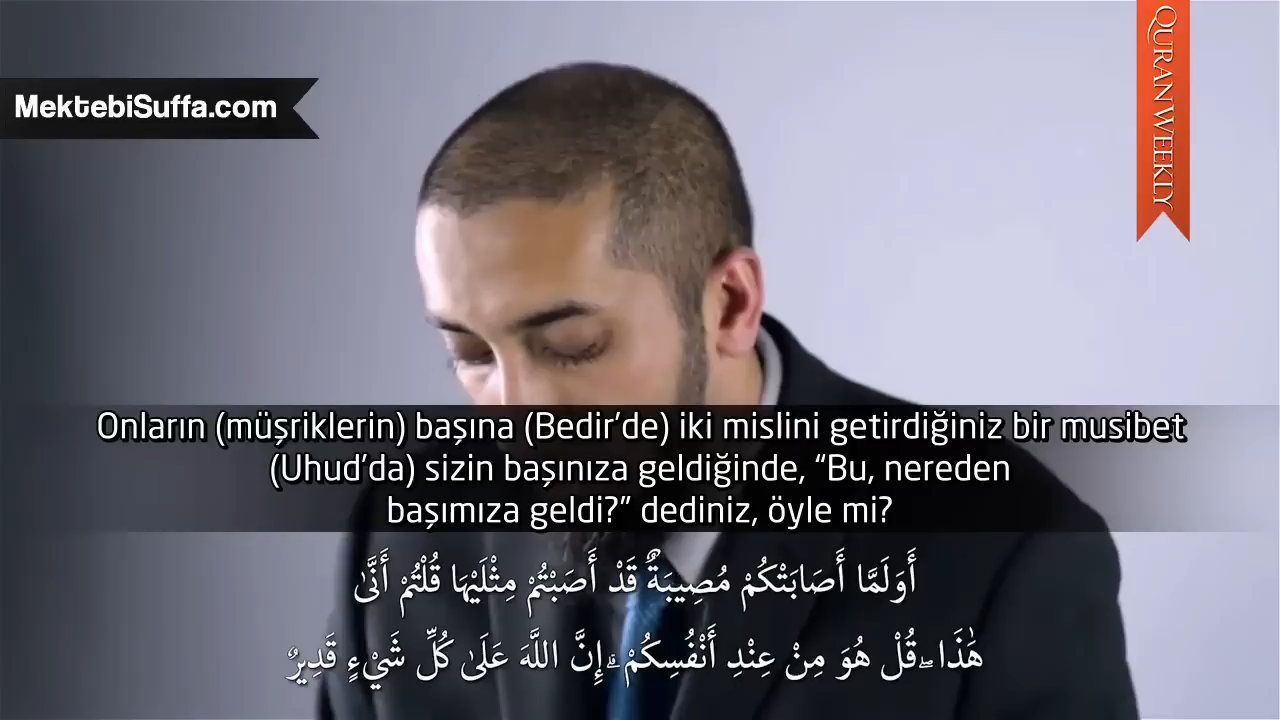 QURAN WEEKLY
MektebiSuffa.com
Onların (müşriklerin) başına (Bedir’de) iki mislini getirdiğiniz bir musibet
(Uhud’da) sizin başınıza geldiğinde, “Bu, nereden
başımıza geldi?” dediniz, öyle mi?
أَوَلَمَّا أَصَابَتْكُمْ مُصِيبَةٌ قَدْ أَصَبْتُمْ مِثْلَيْهَا قُلْتُمْ أَنَّىٰ
هَٰذَا ۖ قُلْ هُوَ مِنْ عِنْدِ أَنْفُسِكُمْ ۗ إِنَّ اللَّهَ عَلَىٰ كُلِّ شَيْءٍ قَدِيرٌ